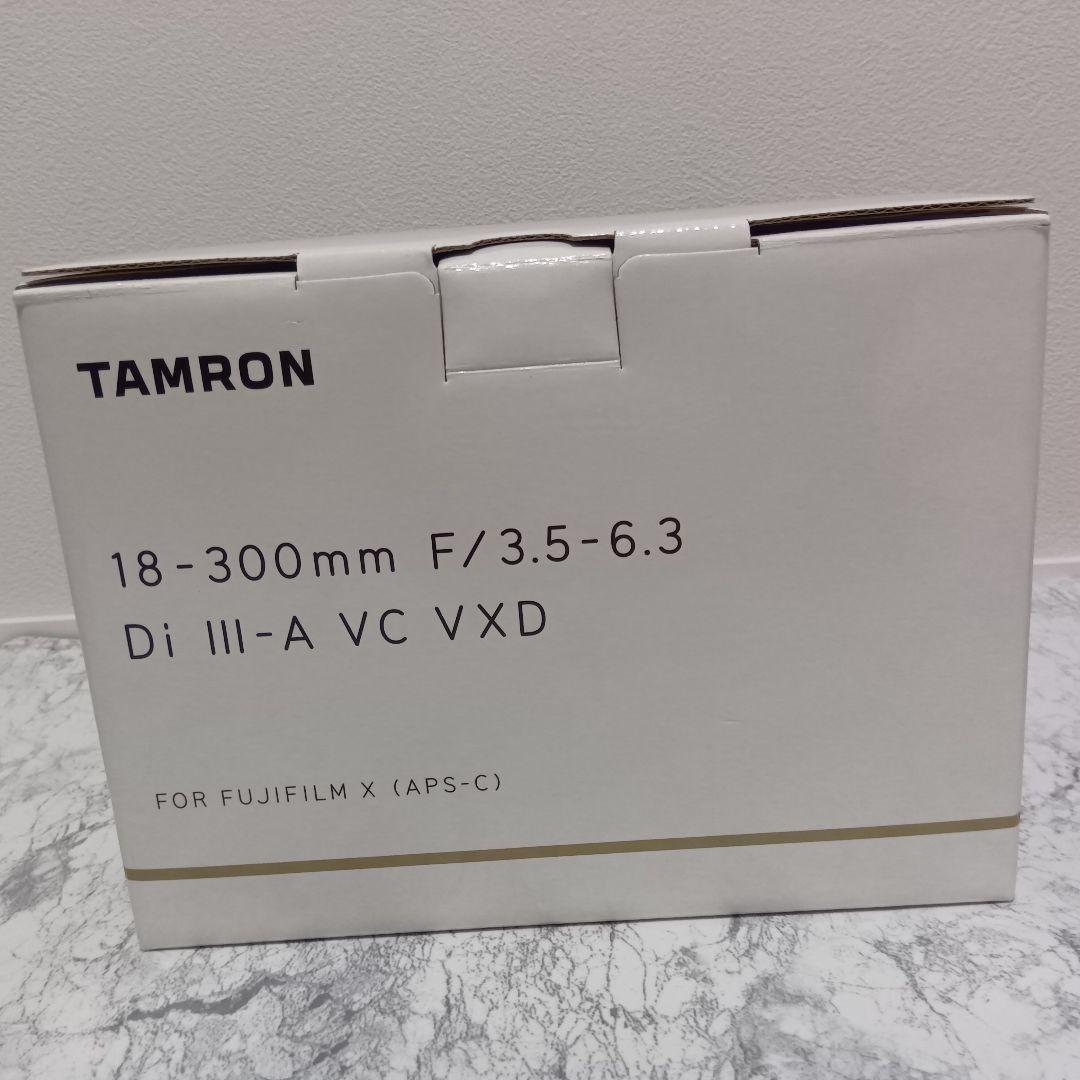 TAMRON
18-300mm F/3.5-6.3
Di III-A VC VXD
FOR FUJIFILM X (APS-C)